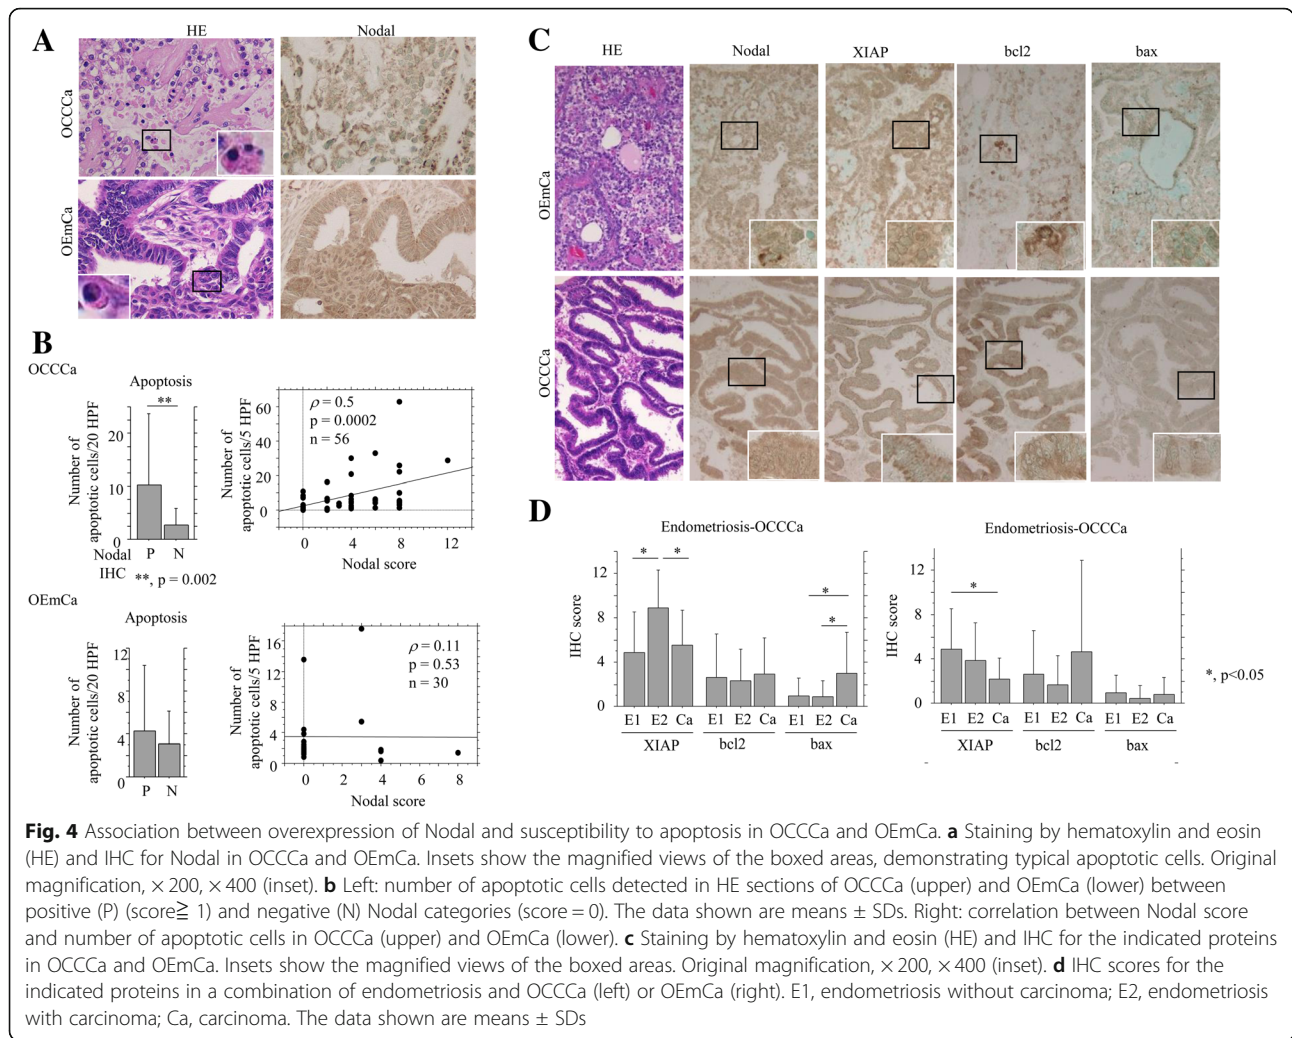 A
HE
Nodal
OCCCa
OEmCa
B
OCCCa
Apoptosis
**
Number of
apoptotic cells/20 HPF
20
10
0
Nodal
IHC
P N
**, p = 0.002
Number of
apoptotic cells/5 HPF
60
40
20
0
ρ = 0.5
p = 0.0002
n = 56
0 4 8 12
Nodal score
OEmCa
Apoptosis
Number of
apoptotic cells/20 HPF
12
8
4
0
P N
Number of
apoptotic cells/5 HPF
16
12
8
4
0
ρ = 0.11
p = 0.53
n = 30
0 2 4 6 8
Nodal score
C
HE
Nodal
XIAP
bcl2
bax
OEmCa
OCCCa
D
Endometriosis-OCCCa
IHC score
12
8
4
0
* *
*
*
E1 E2 Ca E1 E2 Ca E1 E2 Ca
XIAP bcl2 bax
Endometriosis-OCCCa
IHC score
12
8
4
0
*
E1 E2 Ca E1 E2 Ca E1 E2 Ca
XIAP bcl2 bax
*, p<0.05
Fig. 4 Association between overexpression of Nodal and susceptibility to apoptosis in OCCCa and OEmCa. a Staining by hematoxylin and eosin
(HE) and IHC for Nodal in OCCCa and OEmCa. Insets show the magnified views of the boxed areas, demonstrating typical apoptotic cells. Original
magnification, × 200, × 400 (inset). b Left: number of apoptotic cells detected in HE sections of OCCCa (upper) and OEmCa (lower) between
positive (P) (score≧ 1) and negative (N) Nodal categories (score = 0). The data shown are means ± SDs. Right: correlation between Nodal score
and number of apoptotic cells in OCCCa (upper) and OEmCa (lower). c Staining by hematoxylin and eosin (HE) and IHC for the indicated proteins
in OCCCa and OEmCa. Insets show the magnified views of the boxed areas. Original magnification, × 200, × 400 (inset). d IHC scores for the
indicated proteins in a combination of endometriosis and OCCCa (left) or OEmCa (right). E1, endometriosis without carcinoma; E2, endometriosis
with carcinoma; Ca, carcinoma. The data shown are means ± SDs